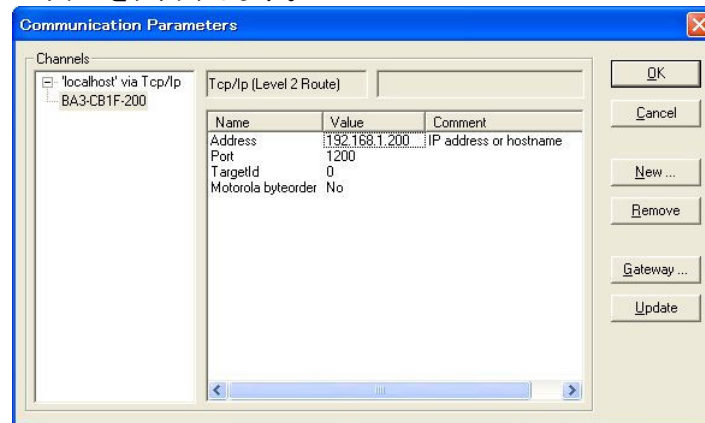 Communication Parameters
Channels
'localhost' via Tcp/Ip
BA3-CB1F-200
Tcp/Ip (Level 2 Route)
Name Value Comment
Address 192.168.1.200 IP address or hostname
Port 1200
TargetId 0
Motorola byteorder No
OK
Cancel
New ...
Remove
Gateway ...
Update